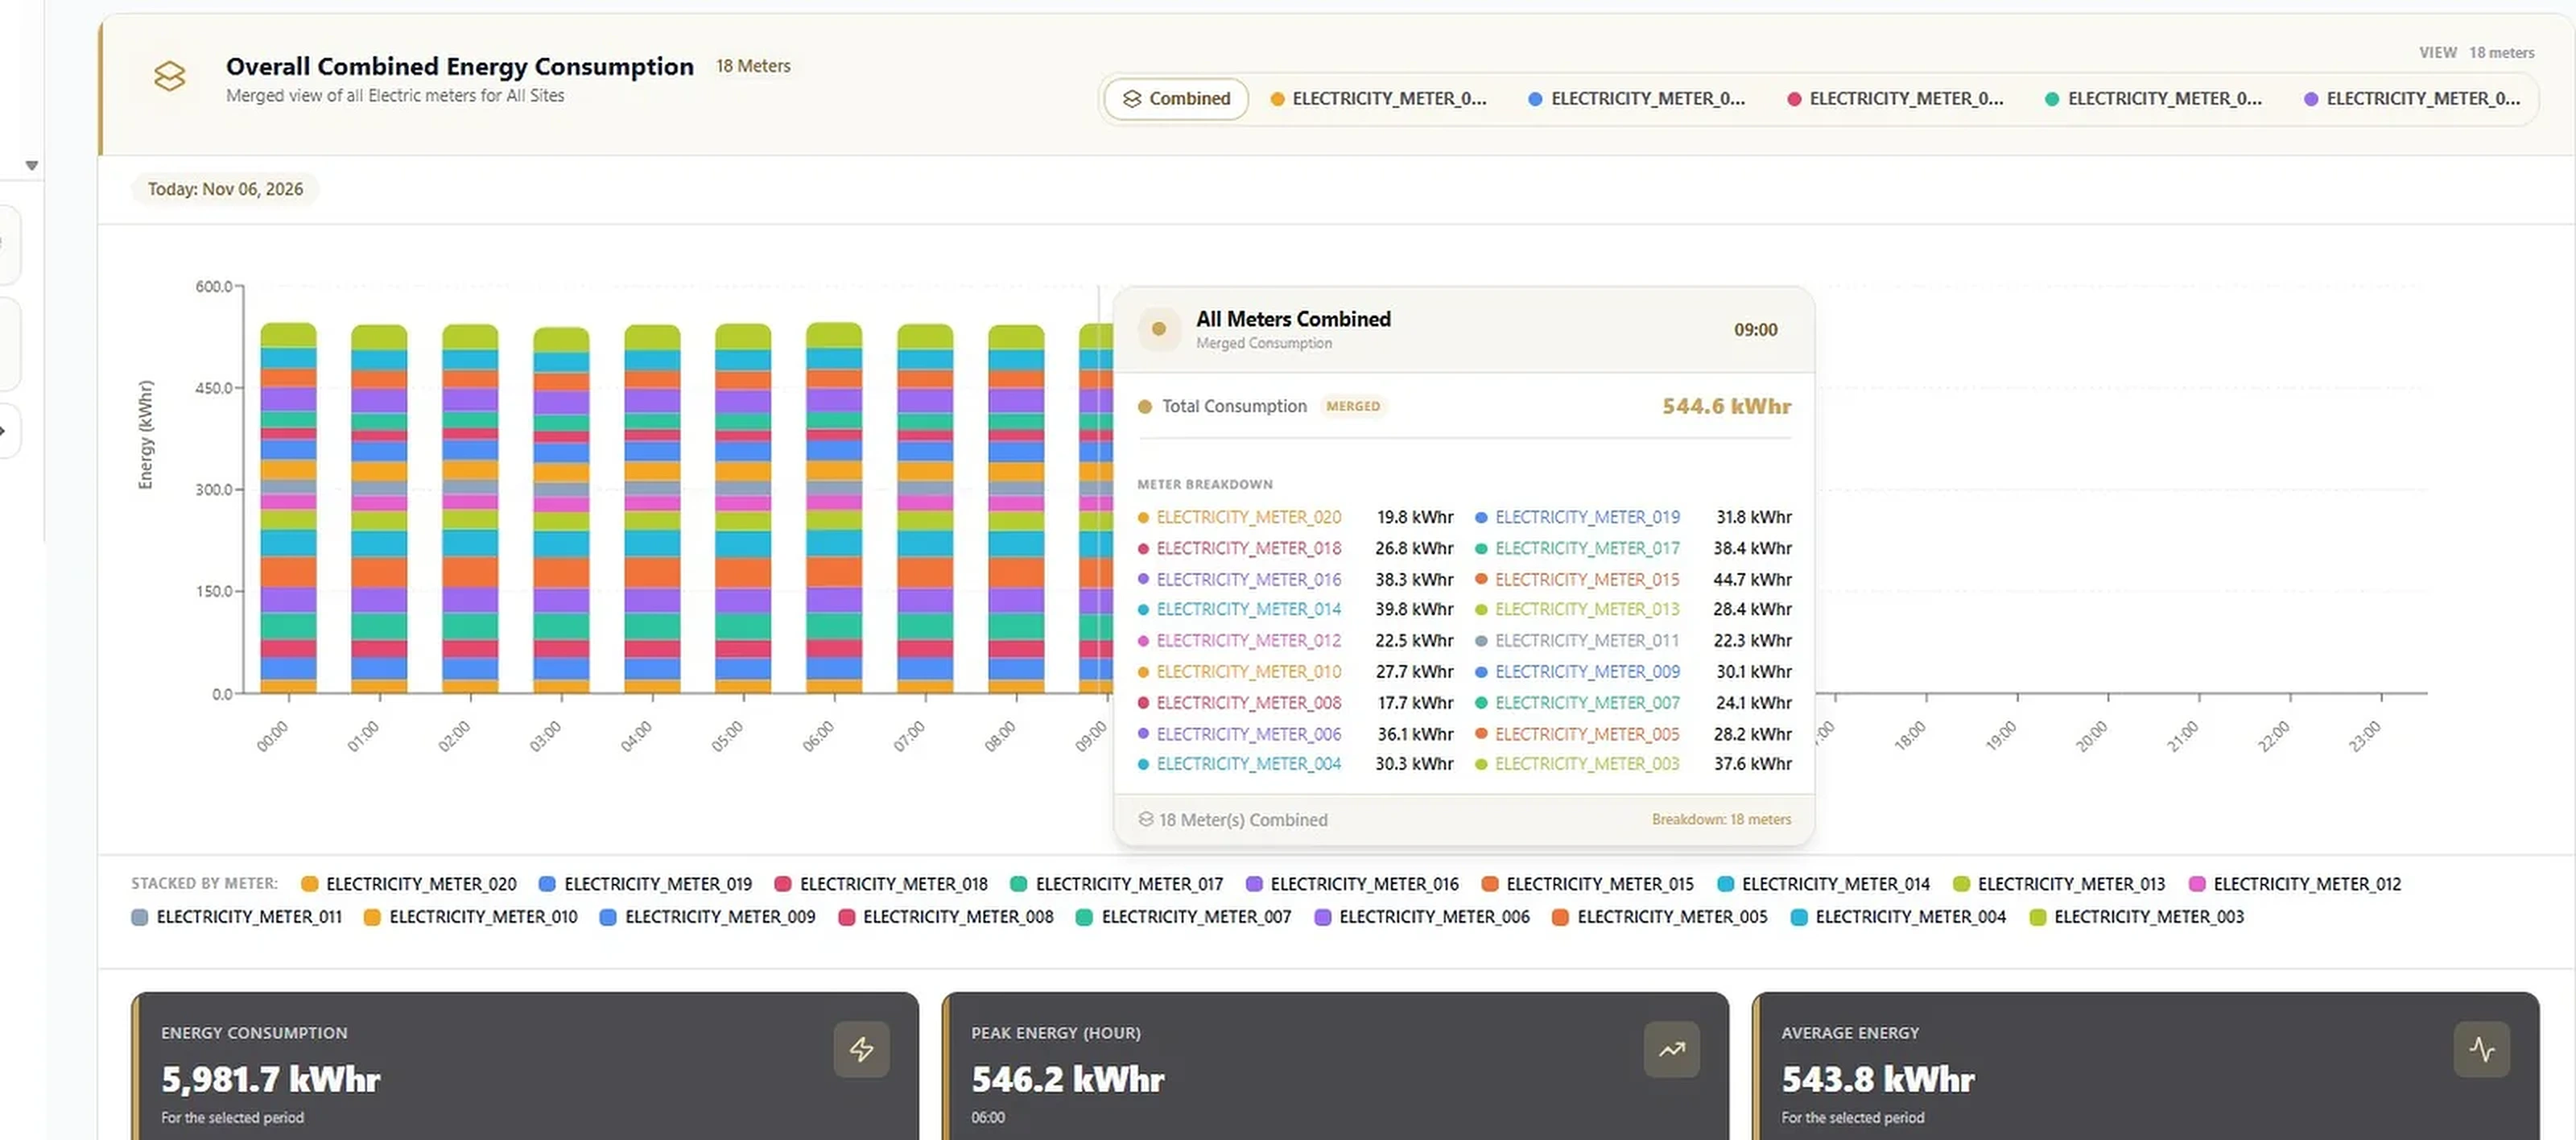 Overall Combined Energy Consumption 18 Meters
Merged view of all Electric meters for All Sites
VIEW 18 meters
Combined ELECTRICITY_METER_0... ELECTRICITY_METER_0... ELECTRICITY_METER_0... ELECTRICITY_METER_0... ELECTRICITY_METER_0...
Today: Nov 06, 2026
Energy (kWhr)
600.0
450.0
300.0
150.0
0.0
00:00 01:00 02:00 03:00 04:00 05:00 06:00 07:00 08:00 09:00 18:00 19:00 20:00 21:00 22:00 23:00
All Meters Combined 09:00
Merged Consumption
Total Consumption MERGED 544.6 kWhr
METER BREAKDOWN
ELECTRICITY_METER_020 19.8 kWhr ELECTRICITY_METER_019 31.8 kWhr
ELECTRICITY_METER_018 26.8 kWhr ELECTRICITY_METER_017 38.4 kWhr
ELECTRICITY_METER_016 38.3 kWhr ELECTRICITY_METER_015 44.7 kWhr
ELECTRICITY_METER_014 39.8 kWhr ELECTRICITY_METER_013 28.4 kWhr
ELECTRICITY_METER_012 22.5 kWhr ELECTRICITY_METER_011 22.3 kWhr
ELECTRICITY_METER_010 27.7 kWhr ELECTRICITY_METER_009 30.1 kWhr
ELECTRICITY_METER_008 17.7 kWhr ELECTRICITY_METER_007 24.1 kWhr
ELECTRICITY_METER_006 36.1 kWhr ELECTRICITY_METER_005 28.2 kWhr
ELECTRICITY_METER_004 30.3 kWhr ELECTRICITY_METER_003 37.6 kWhr
18 Meter(s) Combined Breakdown: 18 meters
STACKED BY METER: ELECTRICITY_METER_020 ELECTRICITY_METER_019 ELECTRICITY_METER_018 ELECTRICITY_METER_017 ELECTRICITY_METER_016 ELECTRICITY_METER_015 ELECTRICITY_METER_014 ELECTRICITY_METER_013 ELECTRICITY_METER_012
ELECTRICITY_METER_011 ELECTRICITY_METER_010 ELECTRICITY_METER_009 ELECTRICITY_METER_008 ELECTRICITY_METER_007 ELECTRICITY_METER_006 ELECTRICITY_METER_005 ELECTRICITY_METER_004 ELECTRICITY_METER_003
ENERGY CONSUMPTION
5,981.7 kWhr
For the selected period
PEAK ENERGY (HOUR)
546.2 kWhr
06:00
AVERAGE ENERGY
543.8 kWhr
For the selected period